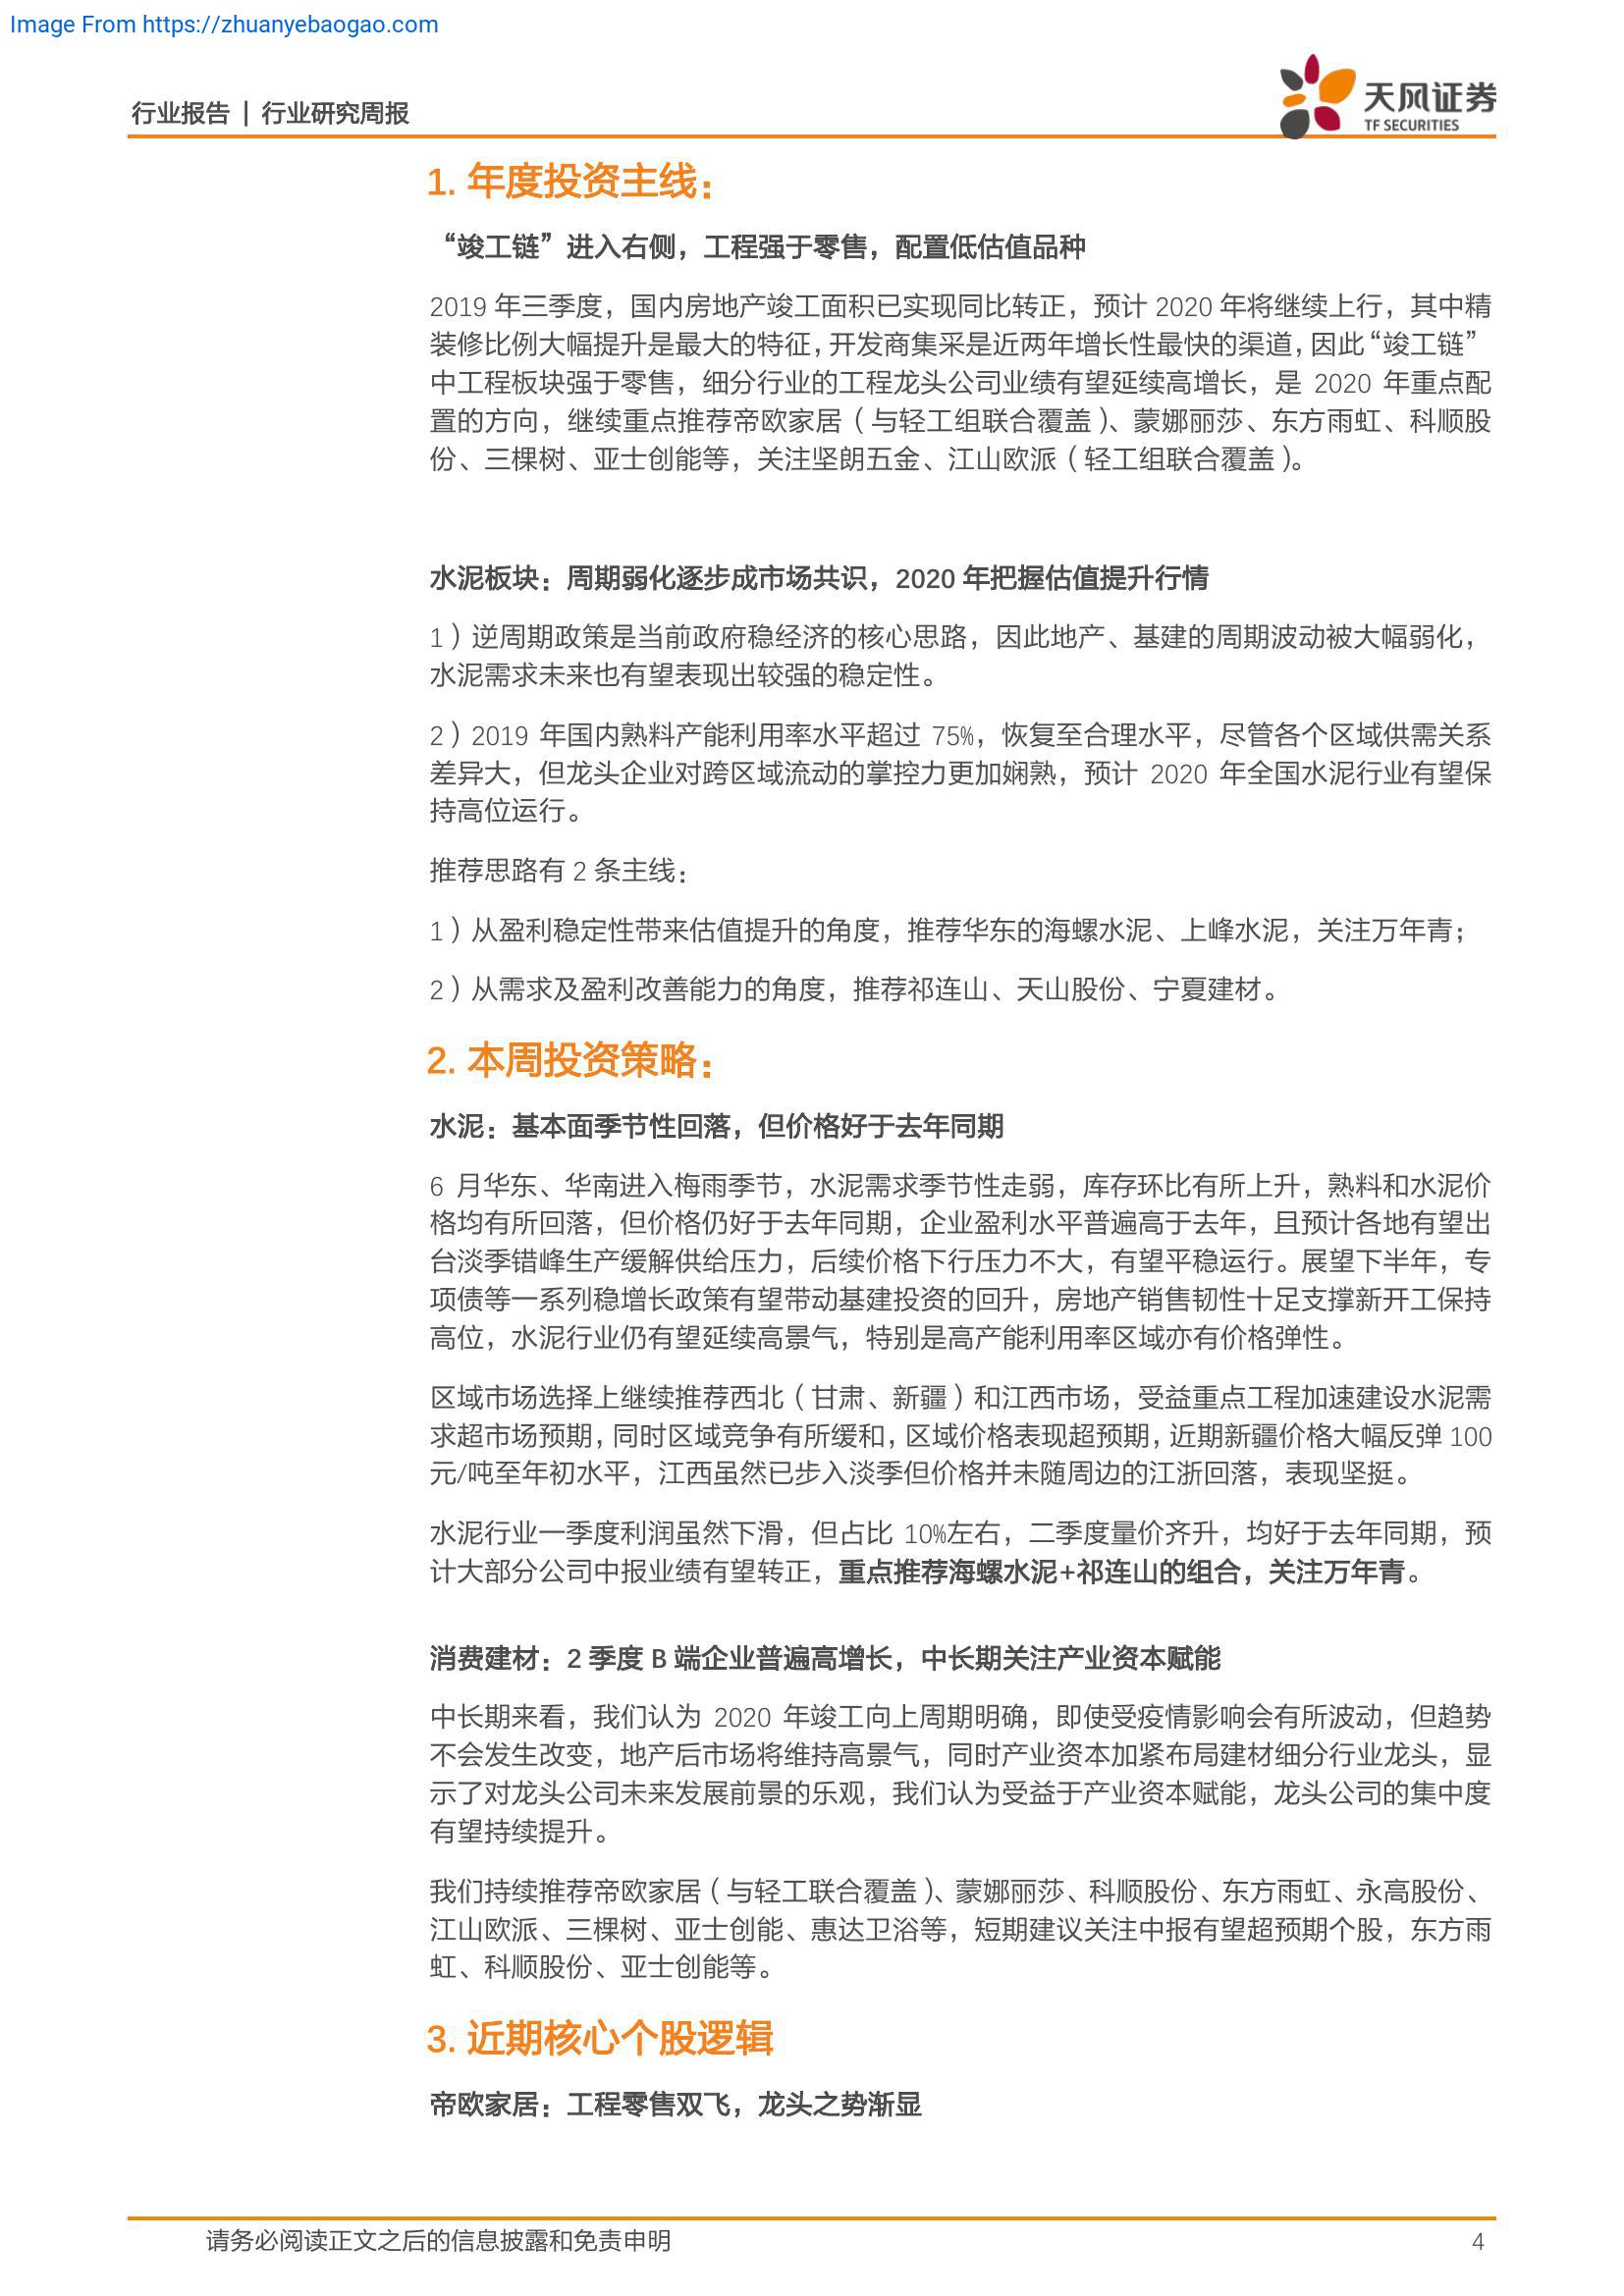 Image From https://zhuanyebaogao.com
行业报告 | 行业研究周报
天风证券
TF SECURITIES
1. 年度投资主线：
“竣工链”进入右侧，工程强于零售，配置低估值品种
2019 年三季度，国内房地产竣工面积已实现同比转正，预计 2020 年将继续上行，其中精
装修比例大幅提升是最大的特征，开发商集采是近两年增长性最快的渠道，因此“竣工链”
中工程板块强于零售，细分行业的工程龙头公司业绩有望延续高增长，是 2020 年重点配
置的方向，继续重点推荐帝欧家居（与轻工组联合覆盖）、蒙娜丽莎、东方雨虹、科顺股
份、三棵树、亚士创能等，关注坚朗五金、江山欧派（轻工组联合覆盖）。
水泥板块：周期弱化逐步成市场共识，2020 年把握估值提升行情
1）逆周期政策是当前政府稳经济的核心思路，因此地产、基建的周期波动被大幅弱化，
水泥需求未来也有望表现出较强的稳定性。
2）2019 年国内熟料产能利用率水平超过 75%，恢复至合理水平，尽管各个区域供需关系
差异大，但龙头企业对跨区域流动的掌控力更加娴熟，预计 2020 年全国水泥行业有望保
持高位运行。
推荐思路有 2 条主线：
1）从盈利稳定性带来估值提升的角度，推荐华东的海螺水泥、上峰水泥，关注万年青；
2）从需求及盈利改善能力的角度，推荐祁连山、天山股份、宁夏建材。
2. 本周投资策略：
水泥：基本面季节性回落，但价格好于去年同期
6 月华东、华南进入梅雨季节，水泥需求季节性走弱，库存环比有所上升，熟料和水泥价
格均有所回落，但价格仍好于去年同期，企业盈利水平普遍高于去年，且预计各地有望出
台淡季错峰生产缓解供给压力，后续价格下行压力不大，有望平稳运行。展望下半年，专
项债等一系列稳增长政策有望带动基建投资的回升，房地产销售韧性十足支撑新开工保持
高位，水泥行业仍有望延续高景气，特别是高产能利用率区域亦有价格弹性。
区域市场选择上继续推荐西北（甘肃、新疆）和江西市场，受益重点工程加速建设水泥需
求超市场预期，同时区域竞争有所缓和，区域价格表现超预期，近期新疆价格大幅反弹 100
元/吨至年初水平，江西虽然已步入淡季但价格并未随周边的江浙回落，表现坚挺。
水泥行业一季度利润虽然下滑，但占比 10%左右，二季度量价齐升，均好于去年同期，预
计大部分公司中报业绩有望转正，重点推荐海螺水泥+祁连山的组合，关注万年青。
消费建材：2 季度 B 端企业普遍高增长，中长期关注产业资本赋能
中长期来看，我们认为 2020 年竣工向上周期明确，即使受疫情影响会有所波动，但趋势
不会发生改变，地产后市场将维持高景气，同时产业资本加紧布局建材细分行业龙头，显
示了对龙头公司未来发展前景的乐观，我们认为受益于产业资本赋能，龙头公司的集中度
有望持续提升。
我们持续推荐帝欧家居（与轻工联合覆盖）、蒙娜丽莎、科顺股份、东方雨虹、永高股份、
江山欧派、三棵树、亚士创能、惠达卫浴等，短期建议关注中报有望超预期个股，东方雨
虹、科顺股份、亚士创能等。
3. 近期核心个股逻辑
帝欧家居：工程零售双飞，龙头之势渐显
请务必阅读正文之后的信息披露和免责申明
4